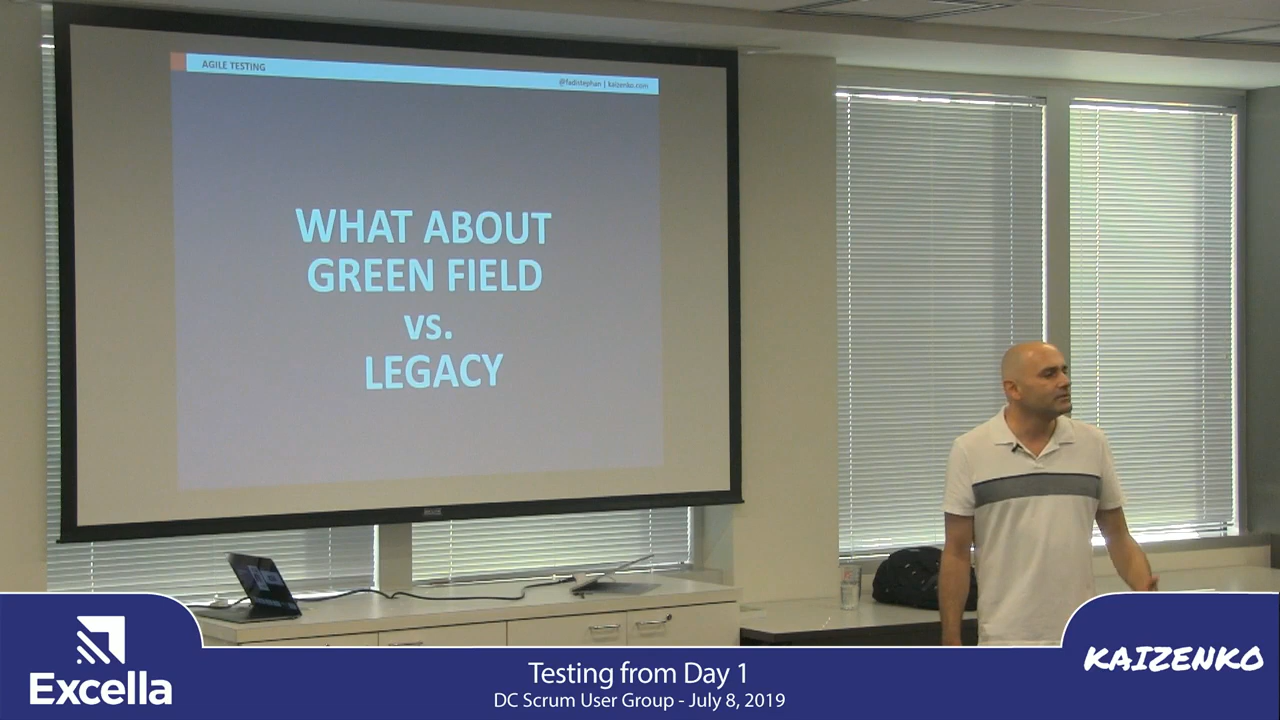 AGILE TESTING
@fadistephan | kaizenko.com
WHAT ABOUT
GREEN FIELD
vs.
LEGACY
Excella
Testing from Day 1
DC Scrum User Group - July 8, 2019
KAIZENKO